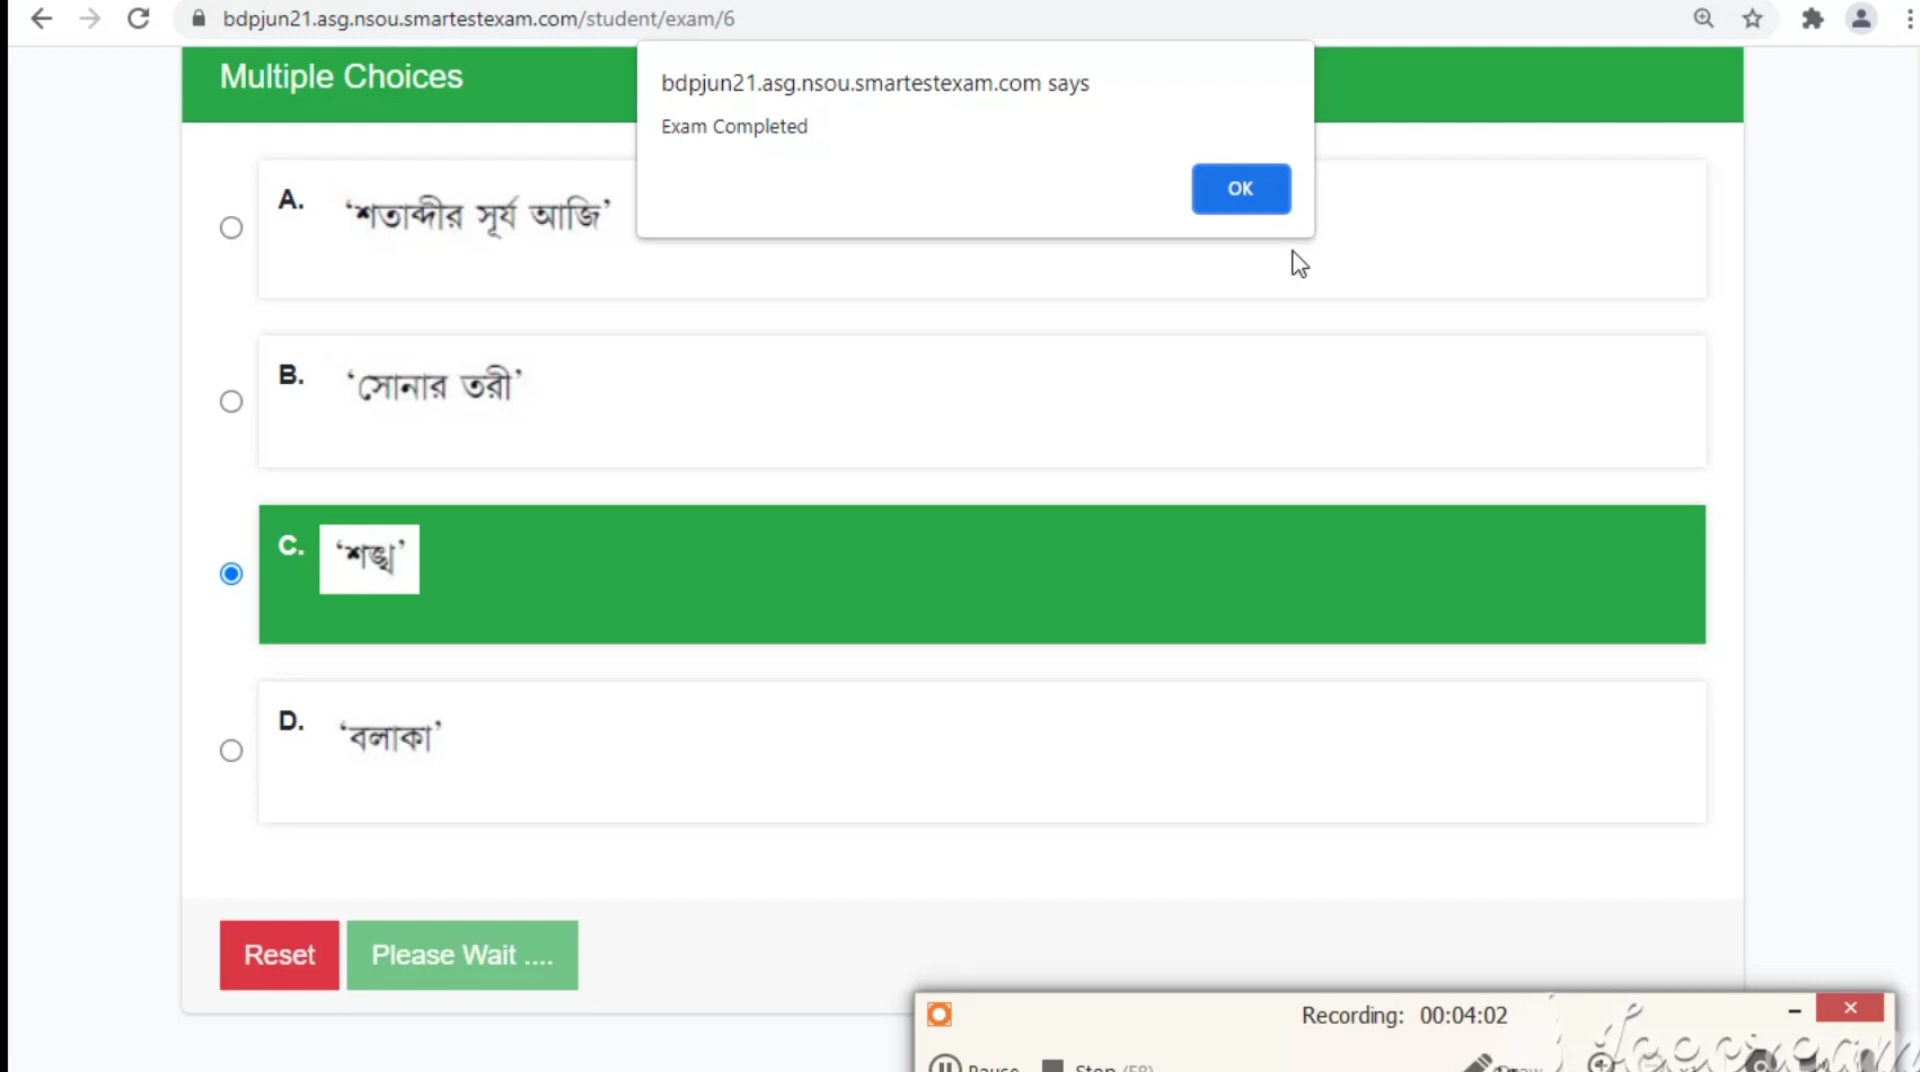 bdpjun21.asg.nsou.smartestexam.com/student/exam/6
Multiple Choices
bdpjun21.asg.nsou.smartestexam.com says
Exam Completed
OK
A. ‘শতাব্দীর সূর্য আজি’
B. ‘সোনার তরী’
C. ‘শঙ্খ’
D. ‘বলাকা’
Reset
Please Wait ....
Recording: 00:04:02
Pause Stop (F8)